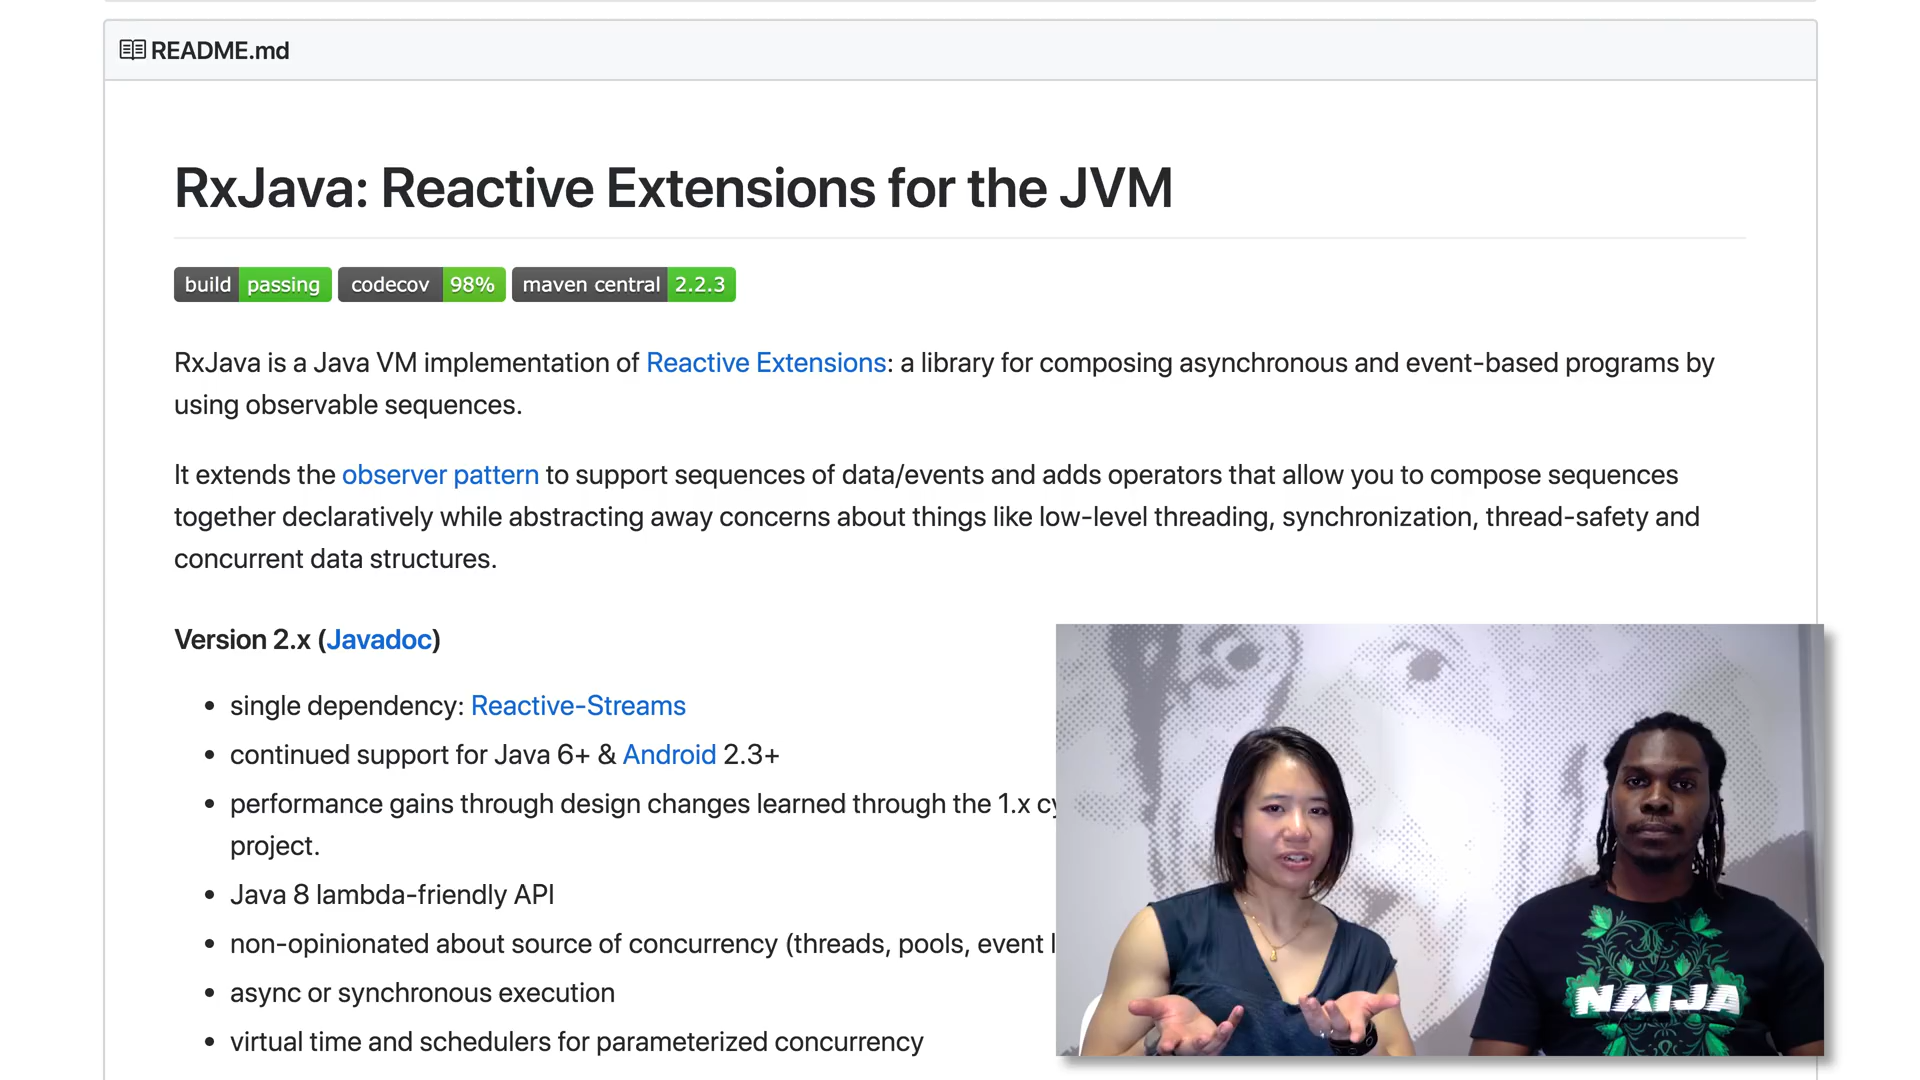 README.md
RxJava: Reactive Extensions for the JVM
build passing codecov 98% maven central 2.2.3
RxJava is a Java VM implementation of Reactive Extensions: a library for composing asynchronous and event-based programs by
using observable sequences.
It extends the observer pattern to support sequences of data/events and adds operators that allow you to compose sequences
together declaratively while abstracting away concerns about things like low-level threading, synchronization, thread-safety and
concurrent data structures.
Version 2.x (Javadoc)
single dependency: Reactive-Streams
continued support for Java 6+ & Android 2.3+
performance gains through design changes learned through the 1.x
project.
Java 8 lambda-friendly API
non-opinionated about source of concurrency (threads, pools, event
async or synchronous execution
virtual time and schedulers for parameterized concurrency
NAIJA